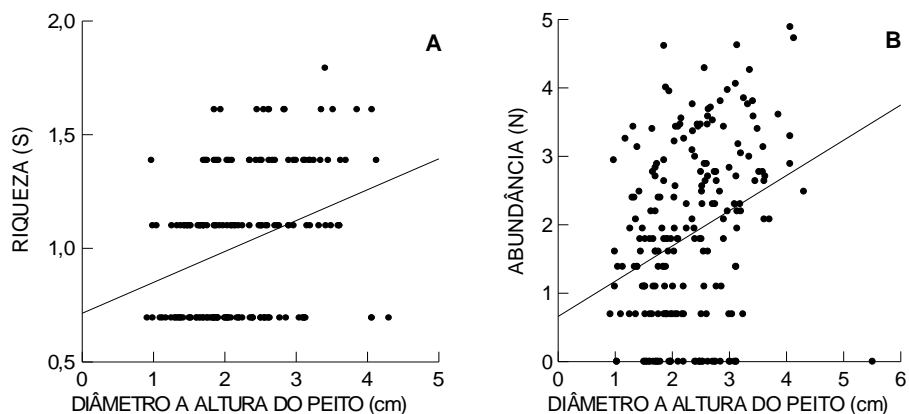 A
RIQUEZA (S)
2,0
1,5
1,0
0,5
0 1 2 3 4 5
DIÂMETRO A ALTURA DO PEITO (cm)
B
ABUNDÂNCIA (N)
5
4
3
2
1
0
0 1 2 3 4 5 6
DIÂMETRO A ALTURA DO PEITO (cm)